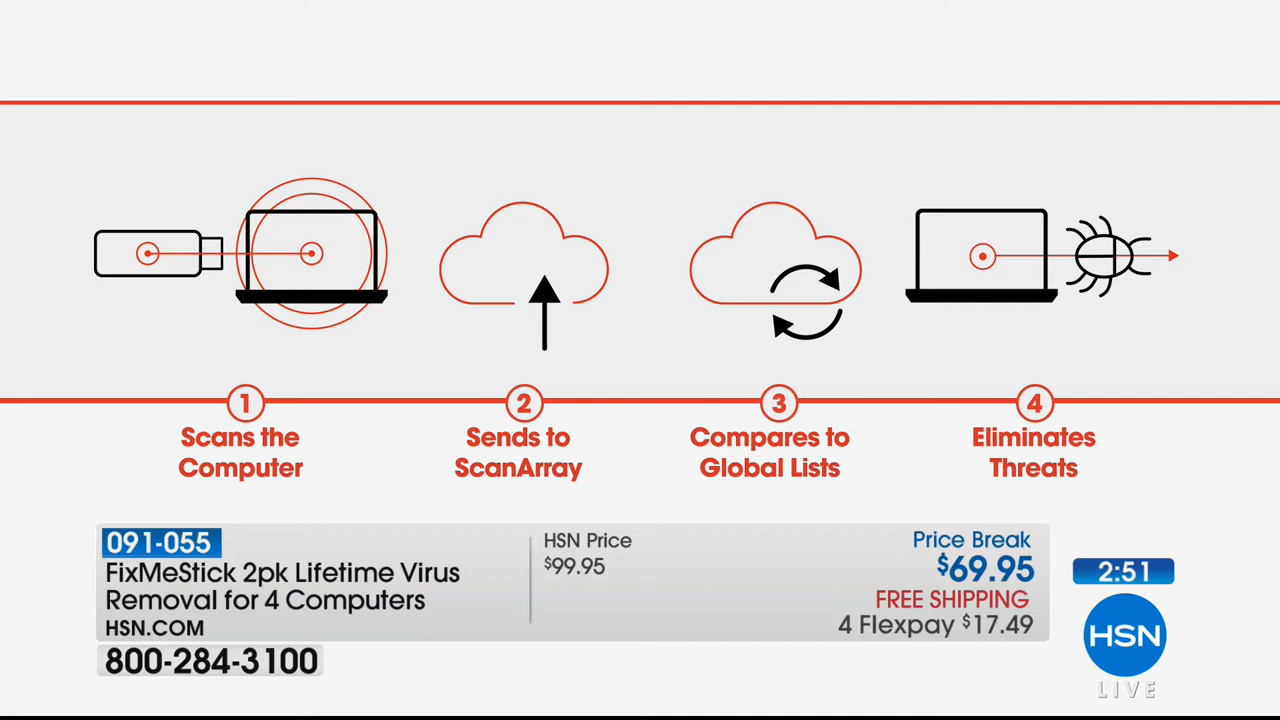 1
Scans the
Computer
2
Sends to
ScanArray
3
Compares to
Global Lists
4
Eliminates
Threats
091-055
FixMeStick 2pk Lifetime Virus
Removal for 4 Computers
HSN.COM
800-284-3100
HSN Price
$99.95
Price Break
$69.95
FREE SHIPPING
4 Flexpay $17.49
2:51
HSN
LIVE